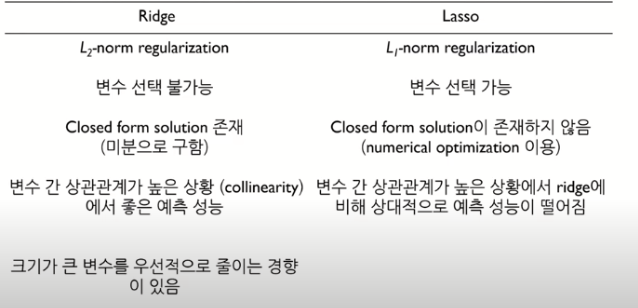 Ridge Lasso
L2-norm regularization L1-norm regularization
변수 선택 불가능 변수 선택 가능
Closed form solution 존재 Closed form solution이 존재하지 않음
(미분으로 구함) (numerical optimization 이용)
변수 간 상관관계가 높은 상황 (collinearity) 변수 간 상관관계가 높은 상황에서 ridge에
에서 좋은 예측 성능 비해 상대적으로 예측 성능이 떨어짐
크기가 큰 변수를 우선적으로 줄이는 경향
이 있음